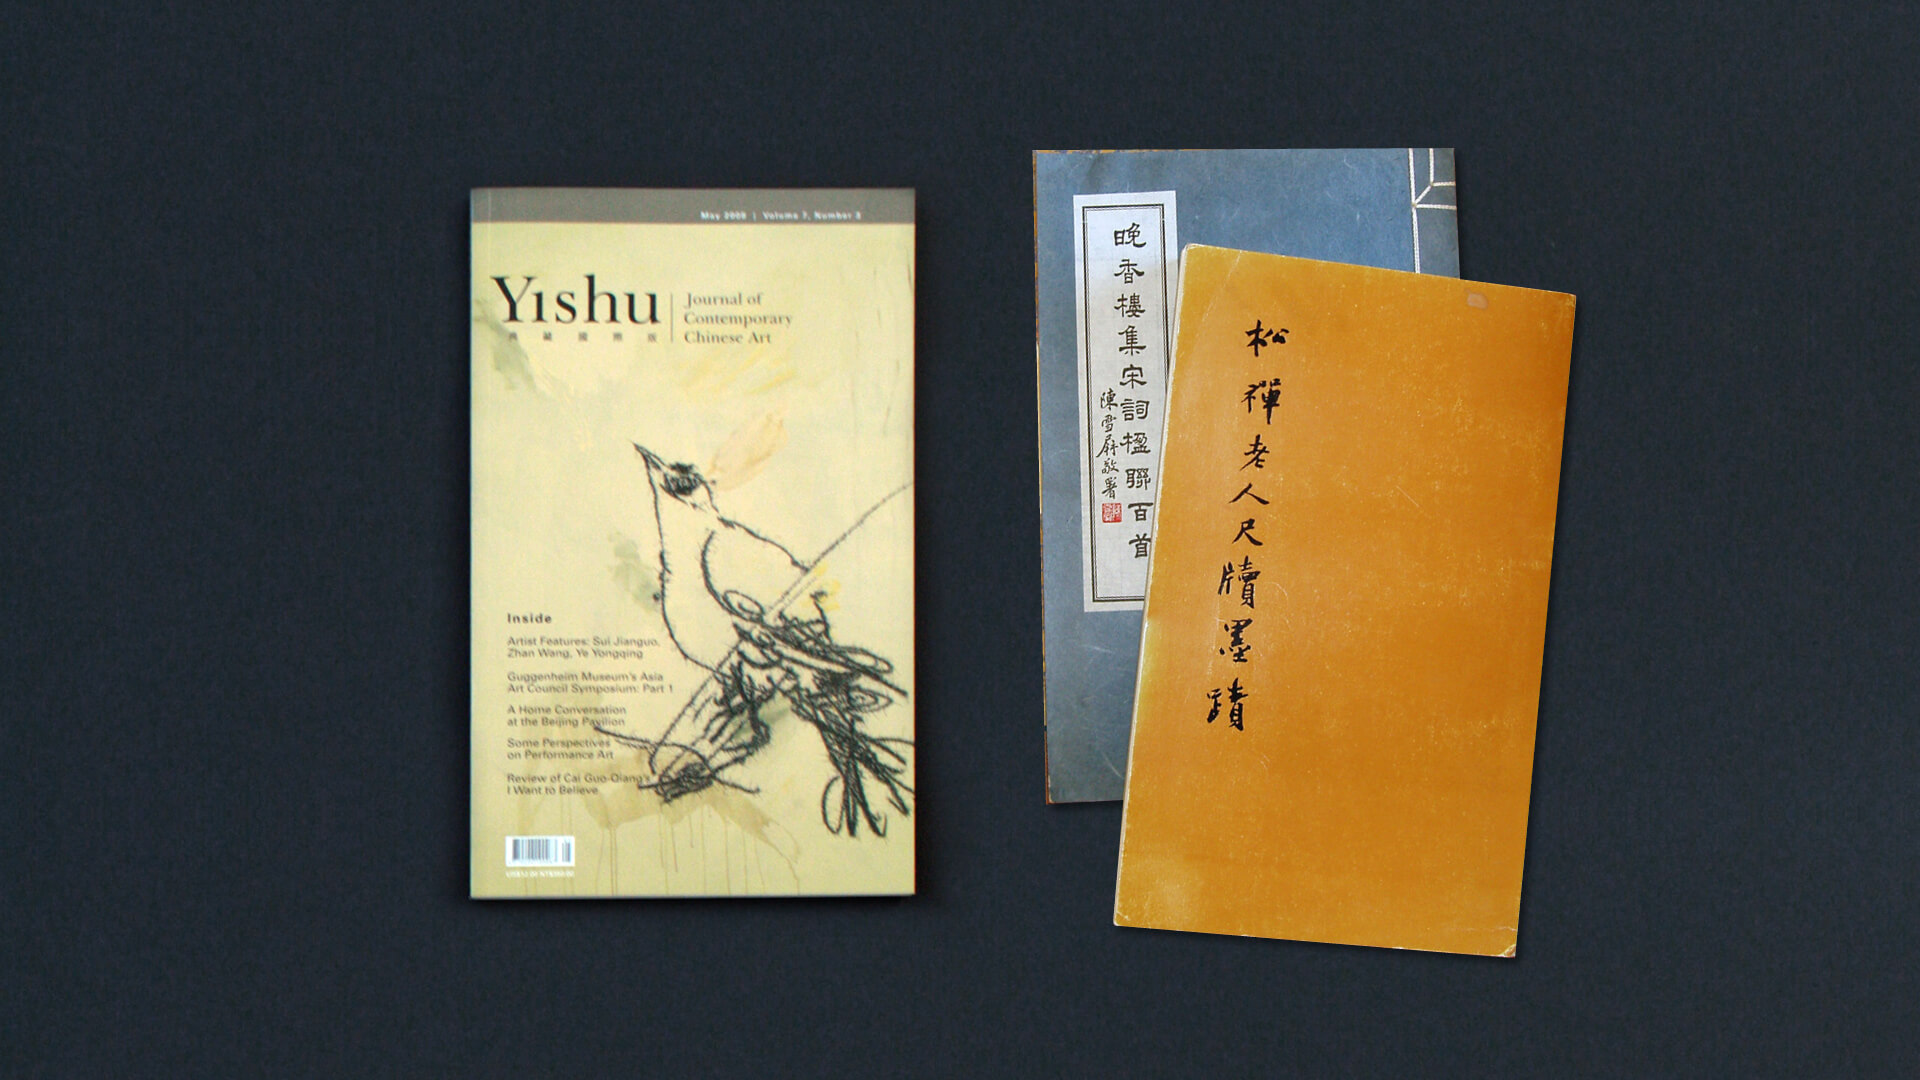 May 2008 | Volume 7, Number 3
Yishu
Journal of
Contemporary
Chinese Art
典藏國際版
Inside
Artist Features: Sui Jianguo,
Zhan Wang, Ye Yongqing
Guggenheim Museum's Asia
Art Council Symposium: Part 1
A Home Conversation
at the Beijing Pavilion
Some Perspectives
on Performance Art
Review of Cai Guo-Qiang's
I Want to Believe
晚香樓集宋詞楹聯百首
陳雪屏敬署
松禪老人尺牘墨蹟